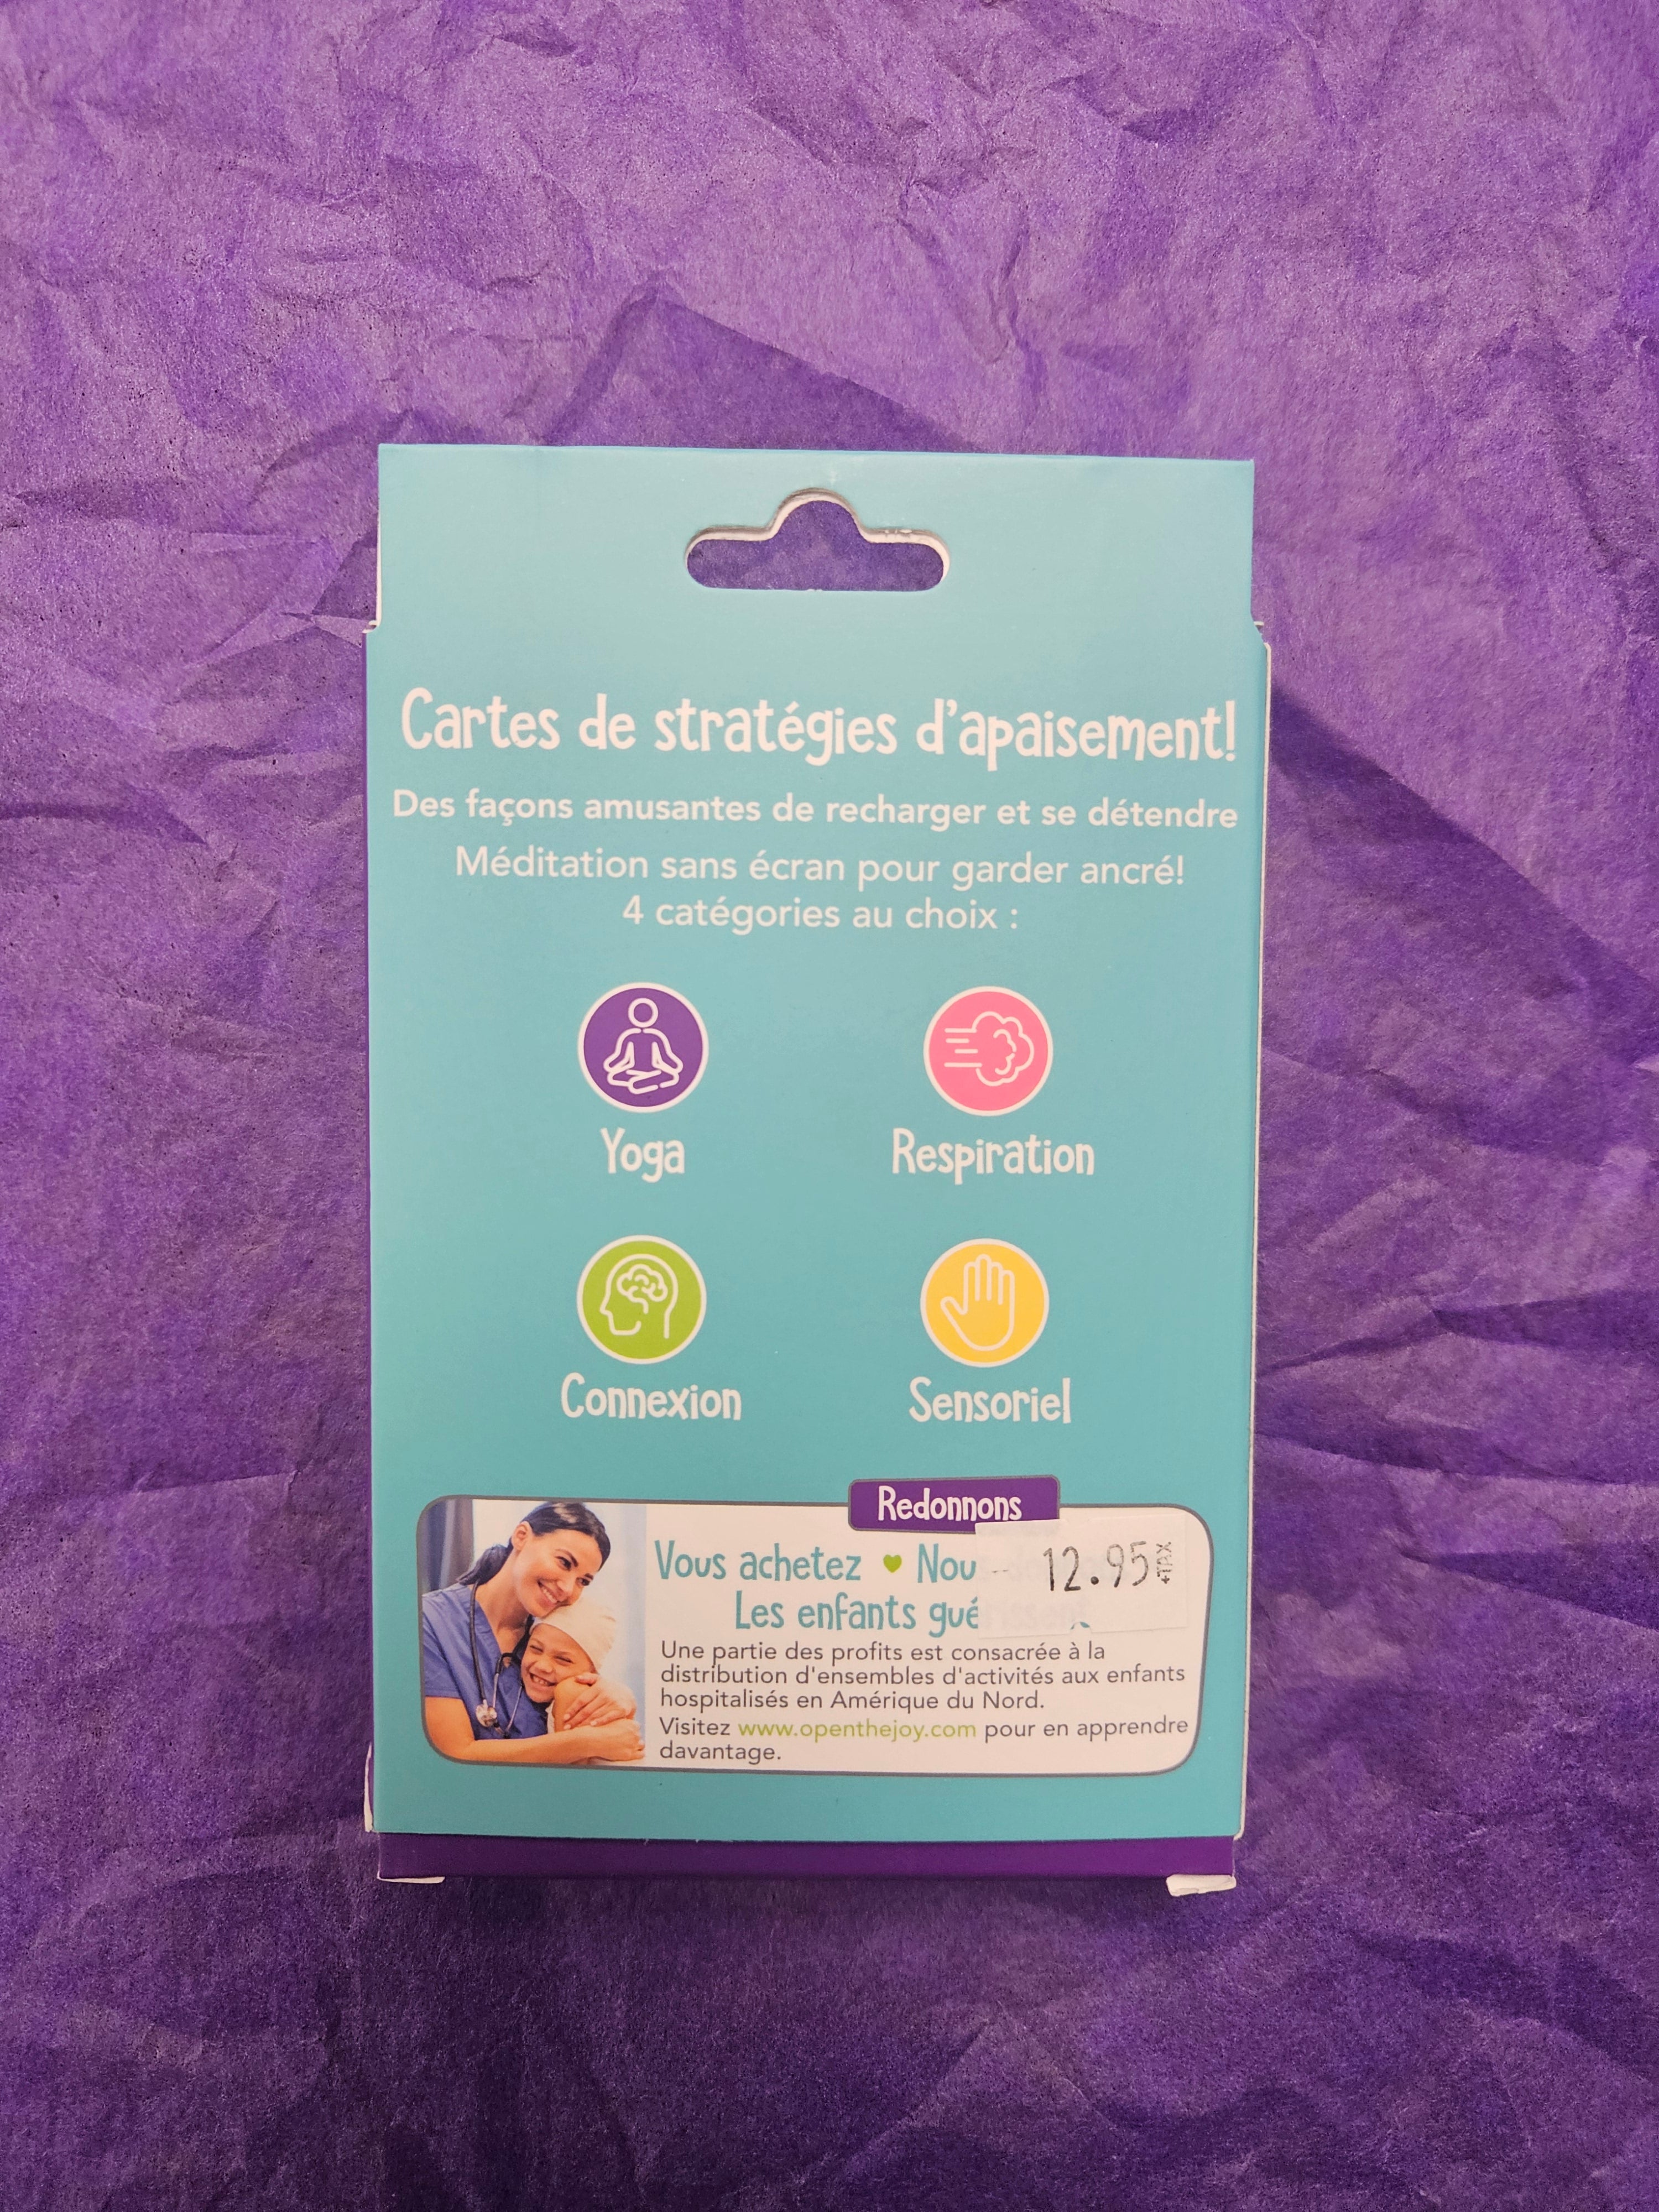 Cartes de stratégies d'apaisement!
Des façons amusantes de recharger et se détendre
Méditation sans écran pour garder ancré!
4 catégories au choix :
Yoga
Respiration
Connexion
Sensoriel
Redonnons
Vous achetez
12.95 +TAX
Les enfants
Une partie des profits est consacrée à la
distribution d'ensembles d'activités aux enfants
hospitalisés en Amérique du Nord.
Visitez www.openthejoy.com pour en apprendre
davantage.